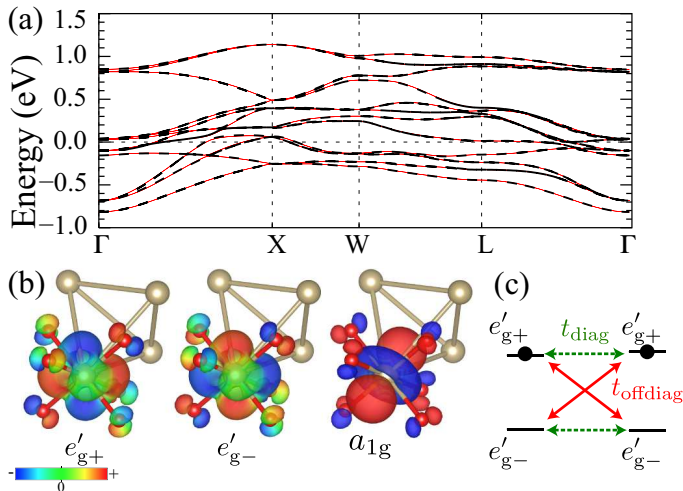 (a)
Energy (eV)
1.5
1.0
0.5
0.0
−0.5
−1.0
Γ X W L Γ
(b)
e′g+ e′g− a1g
- 0 +
(c)
e′g+ tdiag e′g+
toffdiag
e′g− e′g−